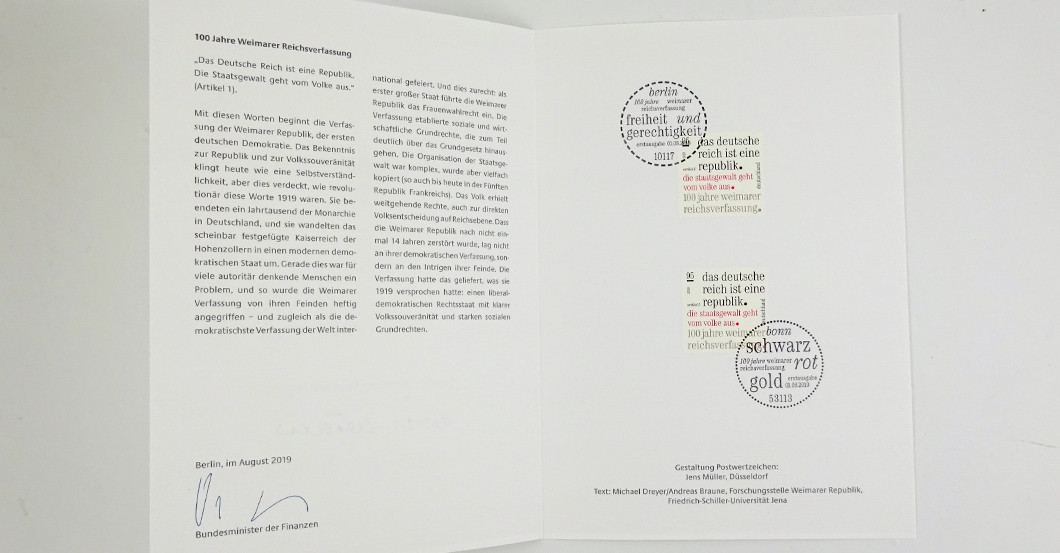 100 Jahre Weimarer Reichsverfassung
„Das Deutsche Reich ist eine Republik.
Die Staatsgewalt geht vom Volke aus.“
(Artikel 1).
Mit diesen Worten beginnt die Verfas-
sung der Weimarer Republik, der ersten
deutschen Demokratie. Das Bekenntnis
zur Republik und zur Volkssouveränität
klingt heute wie eine Selbstverständ-
lichkeit, aber dies verdeckt, wie revolu-
tionär diese Worte 1919 waren. Sie be-
endeten ein Jahrtausend der Monarchie
in Deutschland, und sie wandelten das
scheinbar festgefügte Kaiserreich der
Hohenzollern in einen modernen demo-
kratischen Staat um. Gerade dies war für
viele autoritär denkende Menschen ein
Problem, und so wurde die Weimarer
Verfassung von ihren Feinden heftig
angegriffen – und zugleich als die de-
mokratischste Verfassung der Welt inter-
national gefeiert. Und dies zurecht: als
erster großer Staat führte die Weimarer
Republik das Frauenwahlrecht ein. Die
Verfassung etablierte soziale und wirt-
schaftliche Grundrechte, die zum Teil
deutlich über das Grundgesetz hinaus-
gehen. Die Organisation der Staatsge-
walt war komplex, wurde aber vielfach
kopiert (so auch bis heute in der Fünften
Republik Frankreichs). Das Volk erhielt
weitgehende Rechte, auch zur direkten
Volksentscheidung auf Reichsebene. Dass
die Weimarer Republik nach nicht ein-
mal 14 Jahren zerstört wurde, lag nicht
an ihrer demokratischen Verfassung, son-
dern an den Intrigen ihrer Feinde. Die
Verfassung hatte das geliefert, was sie
1919 versprochen hatte: einen liberal-
demokratischen Rechtsstaat mit klarer
Volkssouveränität und starken sozialen
Grundrechten.
Berlin, im August 2019
Bundesminister der Finanzen
berlin
100 jahre weimarer
reichsverfassung
freiheit und
gerechtigkeit
erstausgabe
10117
95
das deutsche
reich ist eine
republik.
die staatsgewalt geht
vom volke aus.
100 jahre weimarer
reichsverfassung.
deutschland
95
das deutsche
reich ist eine
republik.
die staatsgewalt geht
vom volke aus.
100 jahre weimarer
deutschland
bonn
schwarz
100 jahre weimarer
reichsverfassung
rot
gold
erstausgabe
01.08.2019
53113
Gestaltung Postwertzeichen:
Jens Müller, Düsseldorf
Text: Michael Dreyer/Andreas Braune, Forschungsstelle Weimarer Republik,
Friedrich-Schiller-Universität Jena